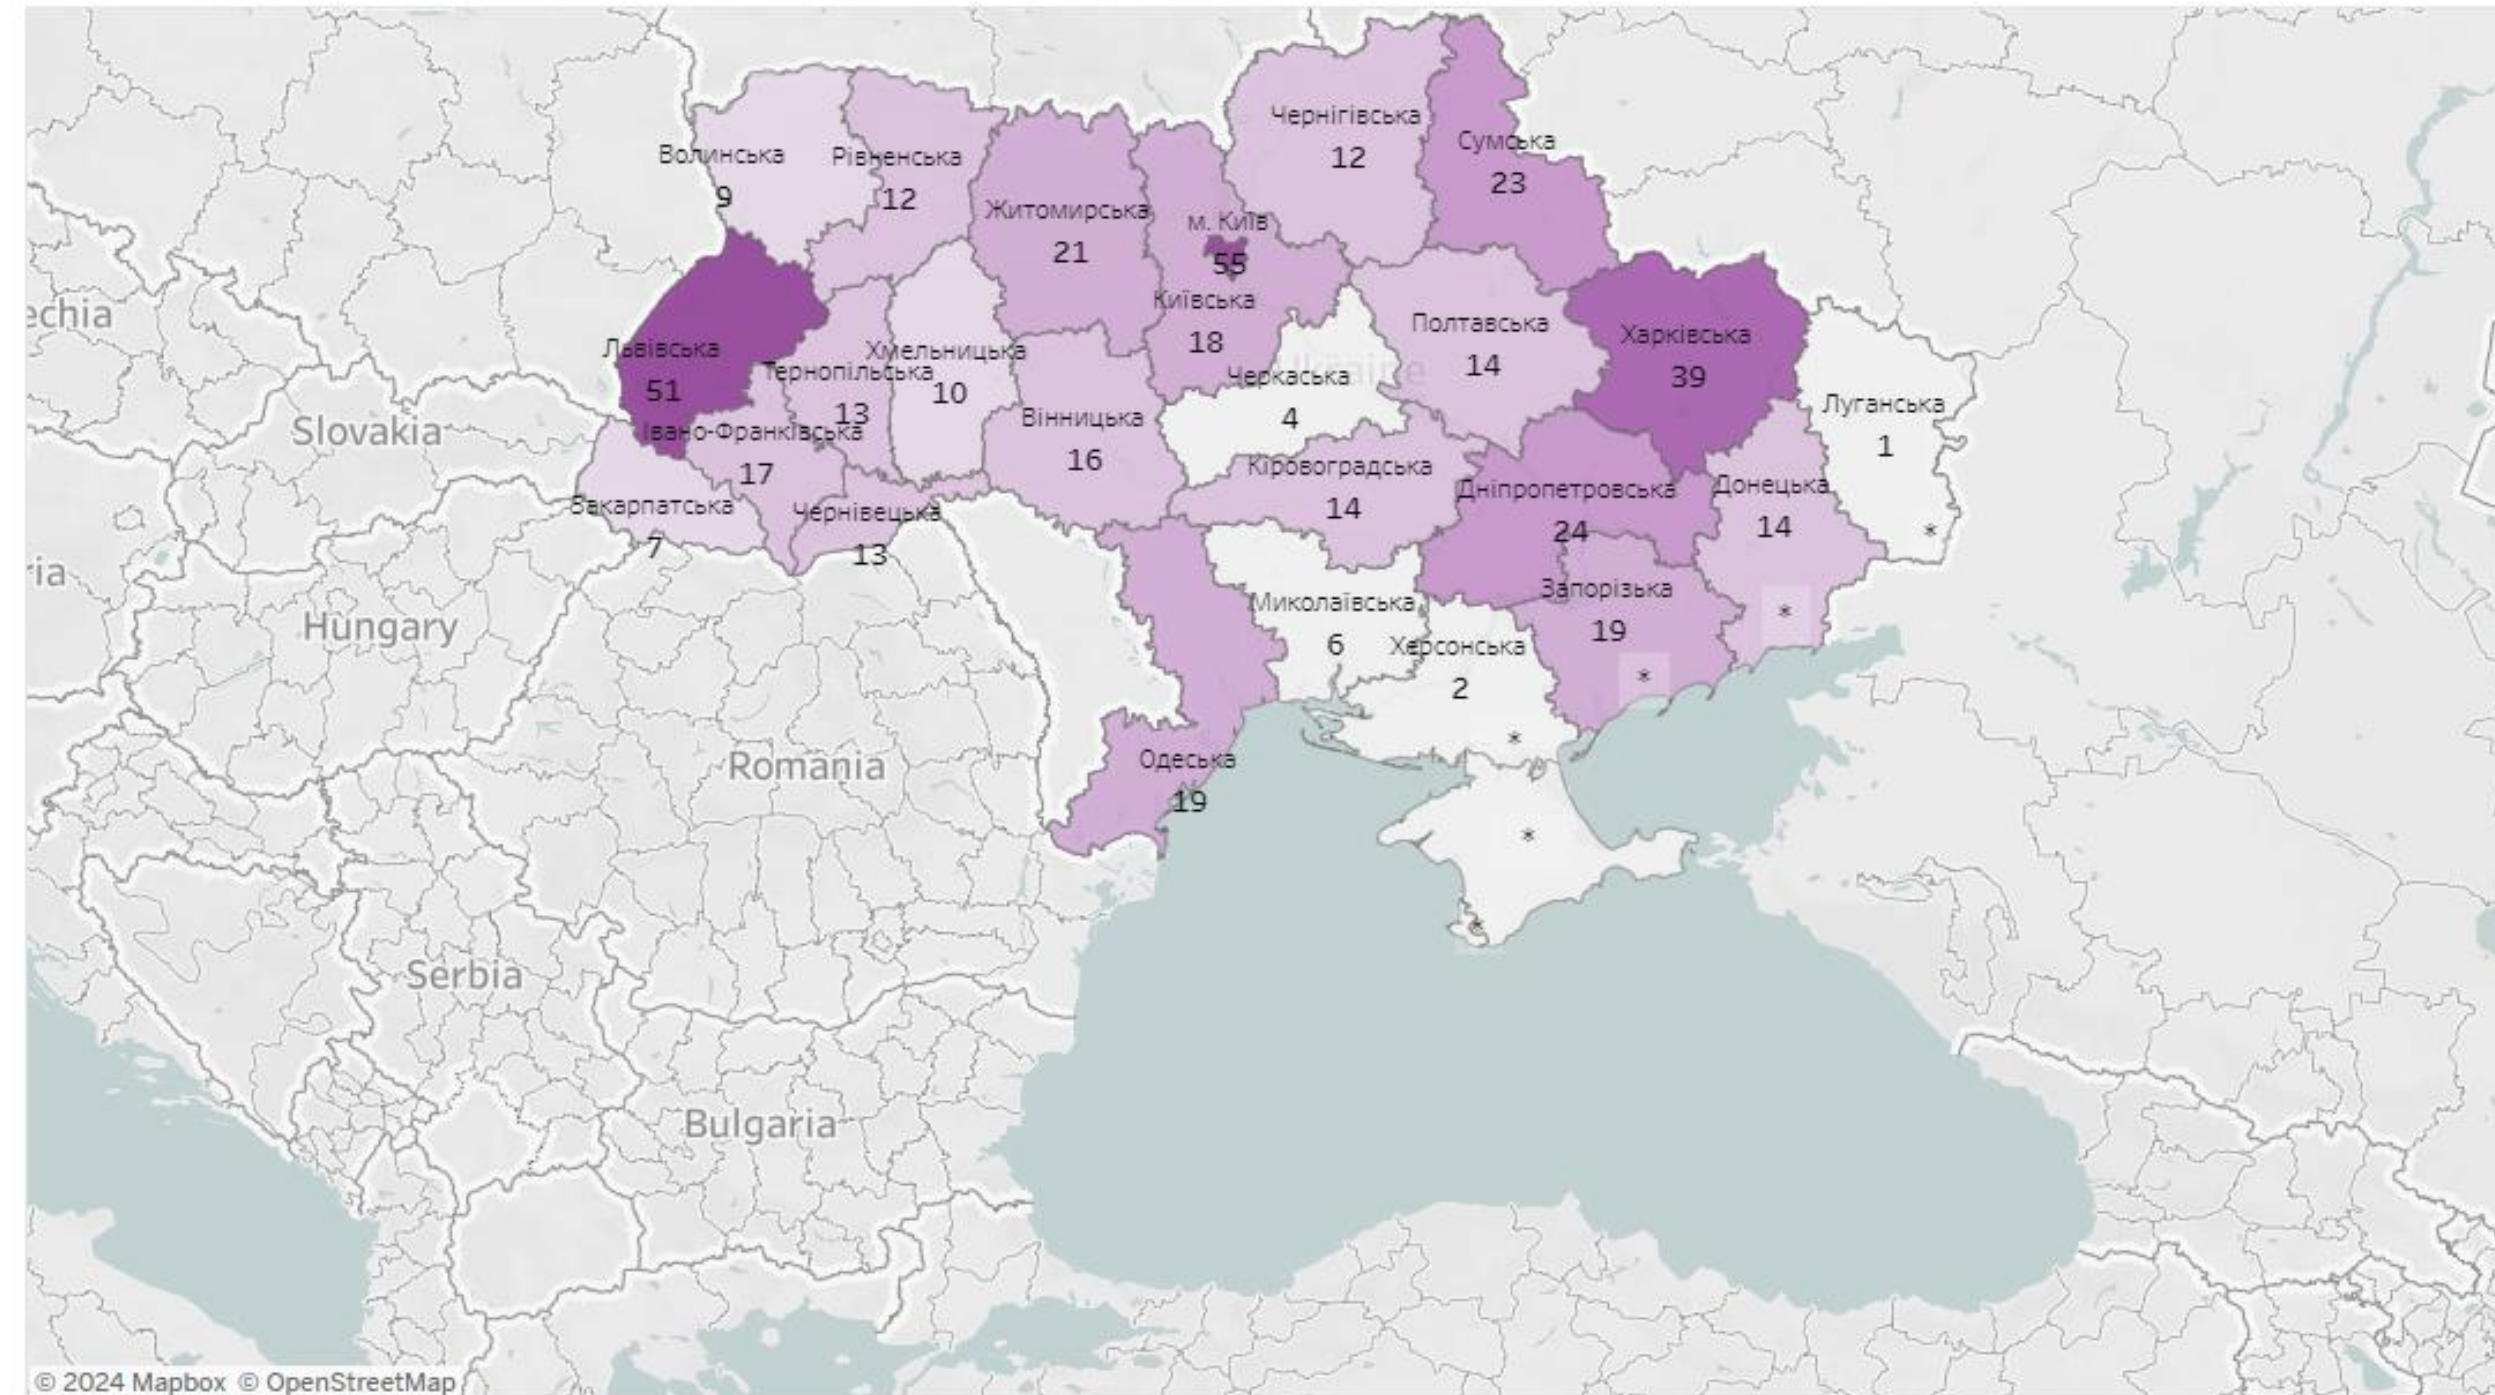 Чернігівська
12
Сумська
23
Волинська
9
Рівненська
12
Житомирська
21
м. Київ
55
Київська
18
echia
Львівська
51
Тернопільська
13
Хмельницька
10
Черкаська
4
Ukraine
Полтавська
14
Харківська
39
Луганська
1
*
Slovakia
Івано-Франківська
17
Вінницька
16
Кіровоградська
14
Дніпропетровська
24
Донецька
14
*
Закарпатська
7
Чернівецька
13
ria
Hungary
Миколаївська
6
Херсонська
2
*
Запорізька
19
*
Romania
Одеська
19
*
*
Serbia
Bulgaria
© 2024 Mapbox © OpenStreetMap